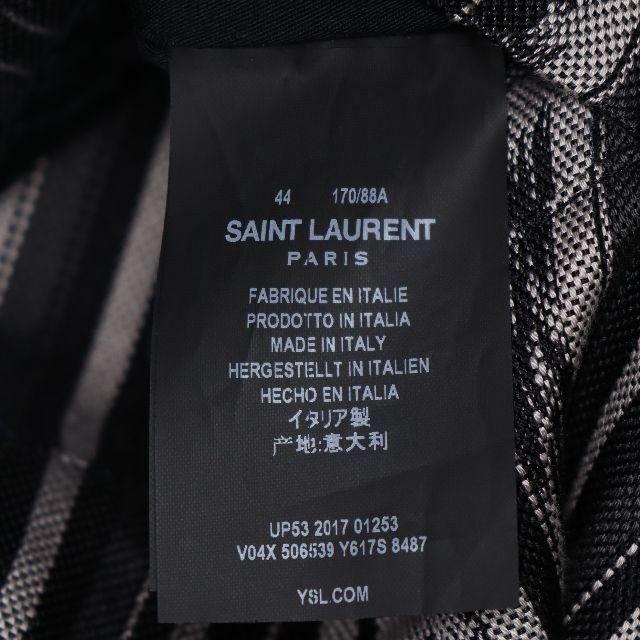 44 170/88A
SAINT LAURENT
PARIS
FABRIQUE EN ITALIE
PRODOTTO IN ITALIA
MADE IN ITALY
HERGESTELLT IN ITALIEN
HECHO EN ITALIA
イタリア製
产地:意大利
UP53 2017 01253
V04X 506539 Y617S 8487
YSL.COM